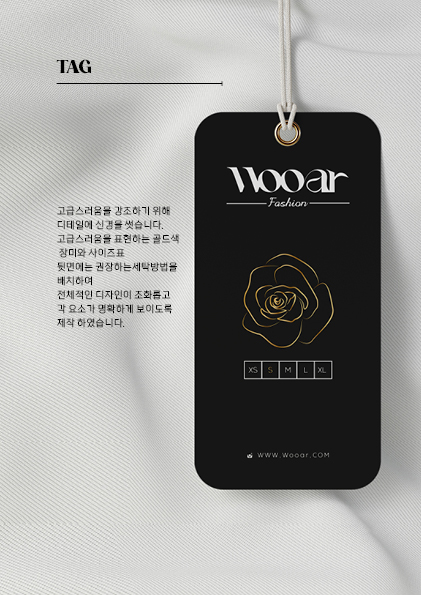 TAG
고급스러움을 강조하기 위해
디테일에 신경을 썻습니다.
고급스러움을 표현하는 골드색
장미와 사이즈표
뒷면에는 권장하는세탁방법을
배치하여
전체적인 디자인이 조화롭고
각 요소가 명확하게 보이도록
제작 하였습니다.
Wooar
Fashion
XS S M L XL
WWW.Wooar.COM